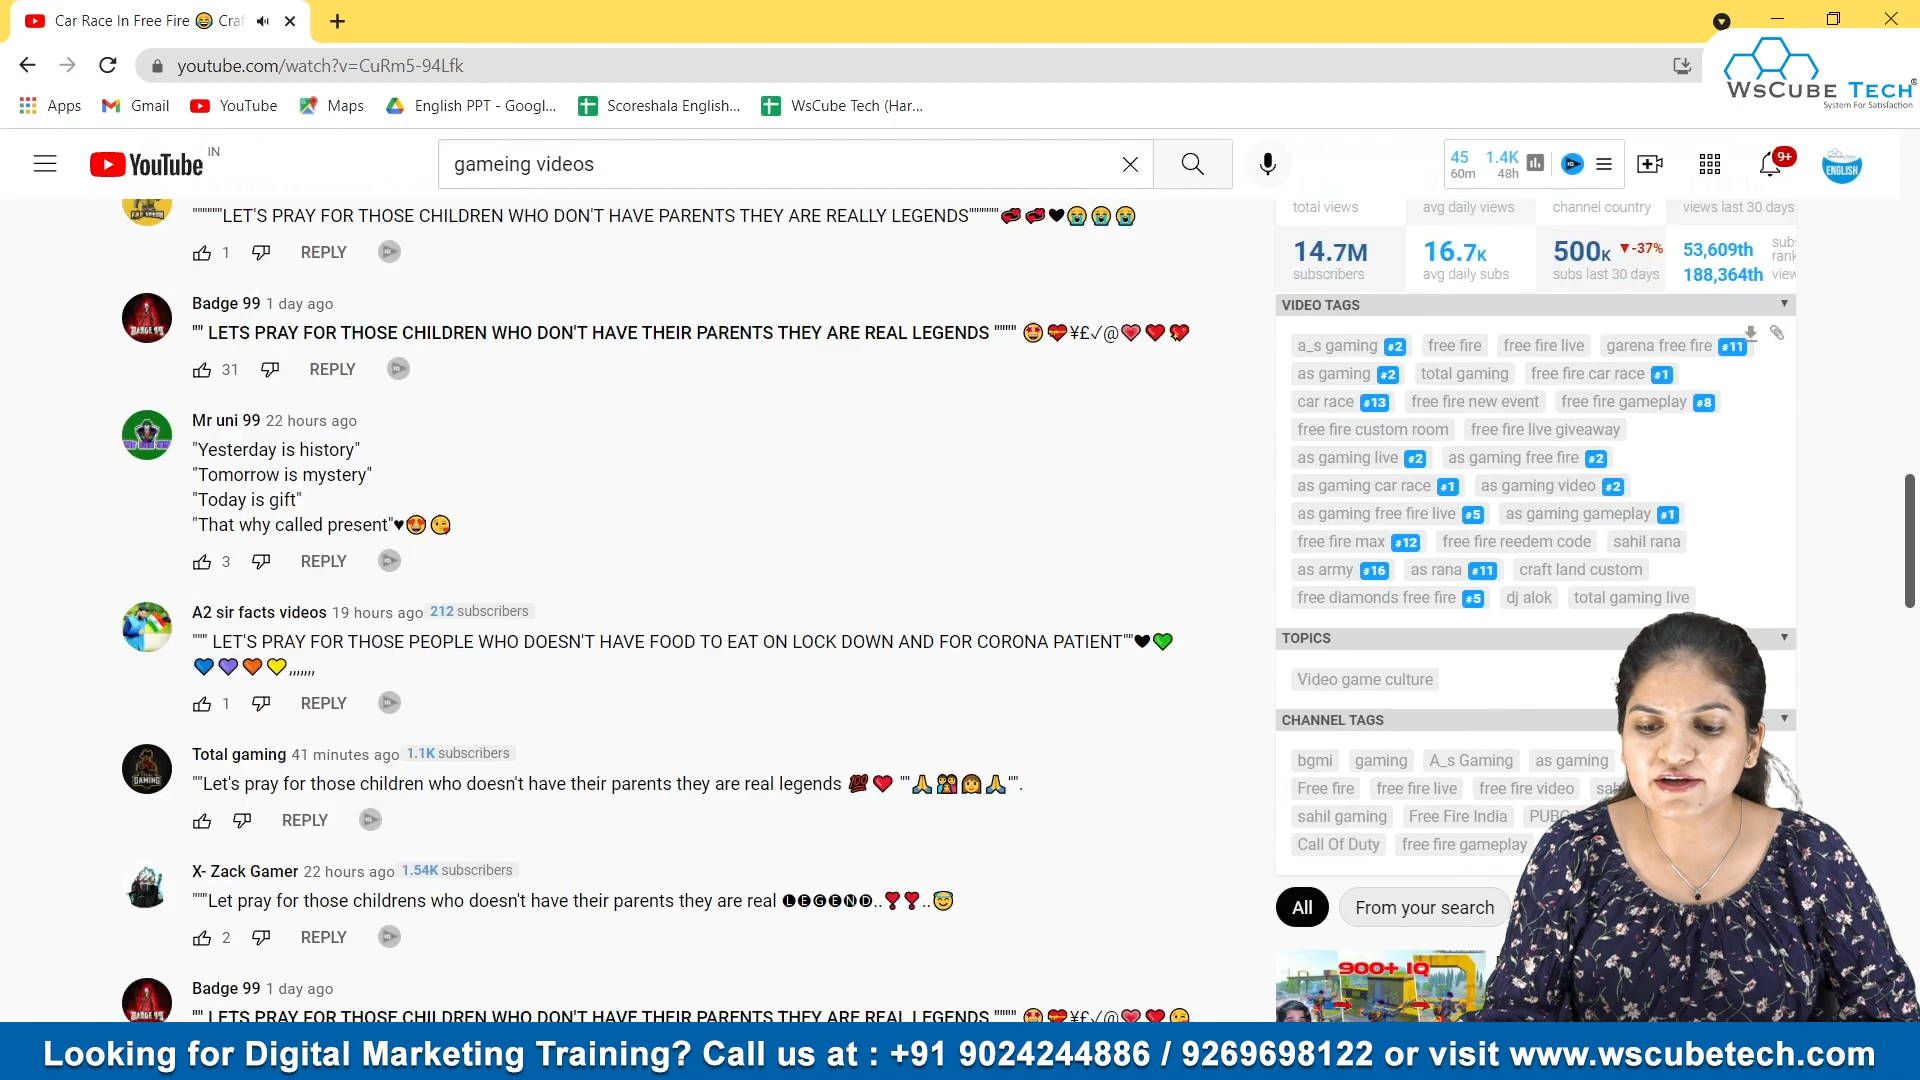 Car Race In Free Fire 😂 Cra
youtube.com/watch?v=CuRm5-94Lfk
WsCube Tech®
System For Satisfaction
Apps Gmail YouTube Maps English PPT - Googl... Scoreshala English... WsCube Tech (Har...
YouTube IN
gameing videos
45 60m 1.4K 48h
9+
ENGLISH
""""""LET'S PRAY FOR THOSE CHILDREN WHO DON'T HAVE PARENTS THEY ARE REALLY LEGENDS""""""💞💞🖤😭😭😭
1 REPLY
Badge 99 1 day ago
"" LETS PRAY FOR THOSE CHILDREN WHO DON'T HAVE THEIR PARENTS THEY ARE REAL LEGENDS """" 🤩💝¥£✓@💗❤️💖
31 REPLY
Mr uni 99 22 hours ago
"Yesterday is history"
"Tomorrow is mystery"
"Today is gift"
"That why called present"♥😍😘
3 REPLY
A2 sir facts videos 19 hours ago 212 subscribers
""" LET'S PRAY FOR THOSE PEOPLE WHO DOESN'T HAVE FOOD TO EAT ON LOCK DOWN AND FOR CORONA PATIENT""🖤💚
💙💜🧡💛,,,,,,,
1 REPLY
Total gaming 41 minutes ago 1.1K subscribers
""Let's pray for those children who doesn't have their parents they are real legends 💯❤️ ""🙏👩‍👩‍👧👧🙏"".
REPLY
X- Zack Gamer 22 hours ago 1.54K subscribers
"""Let pray for those childrens who doesn't have their parents they are real 🅛🅔🅖🅔🅝🅓..❣️❣️..😇
2 REPLY
Badge 99 1 day ago
"" LETS PRAY FOR THOSE CHILDREN WHO DON'T HAVE THEIR PARENTS THEY ARE REAL LEGENDS """" 🤩💝¥£✓@💗❤️😘
total views avg daily views channel country views last 30 days
14.7M 16.7K 500K ▼-37% 53,609th
subscribers avg daily subs subs last 30 days 188,364th
VIDEO TAGS
a_s gaming #2 free fire free fire live garena free fire #11
as gaming #2 total gaming free fire car race #1
car race #13 free fire new event free fire gameplay #8
free fire custom room free fire live giveaway
as gaming live #2 as gaming free fire #2
as gaming car race #1 as gaming video #2
as gaming free fire live #5 as gaming gameplay #1
free fire max #12 free fire reedem code sahil rana
as army #16 as rana #11 craft land custom
free diamonds free fire #5 dj alok total gaming live
TOPICS
Video game culture
CHANNEL TAGS
bgmi gaming A_s Gaming as gaming
Free fire free fire live free fire video
sahil gaming Free Fire India
Call Of Duty free fire gameplay
All From your search
900+ IQ
Looking for Digital Marketing Training? Call us at : +91 9024244886 / 9269698122 or visit www.wscubetech.com